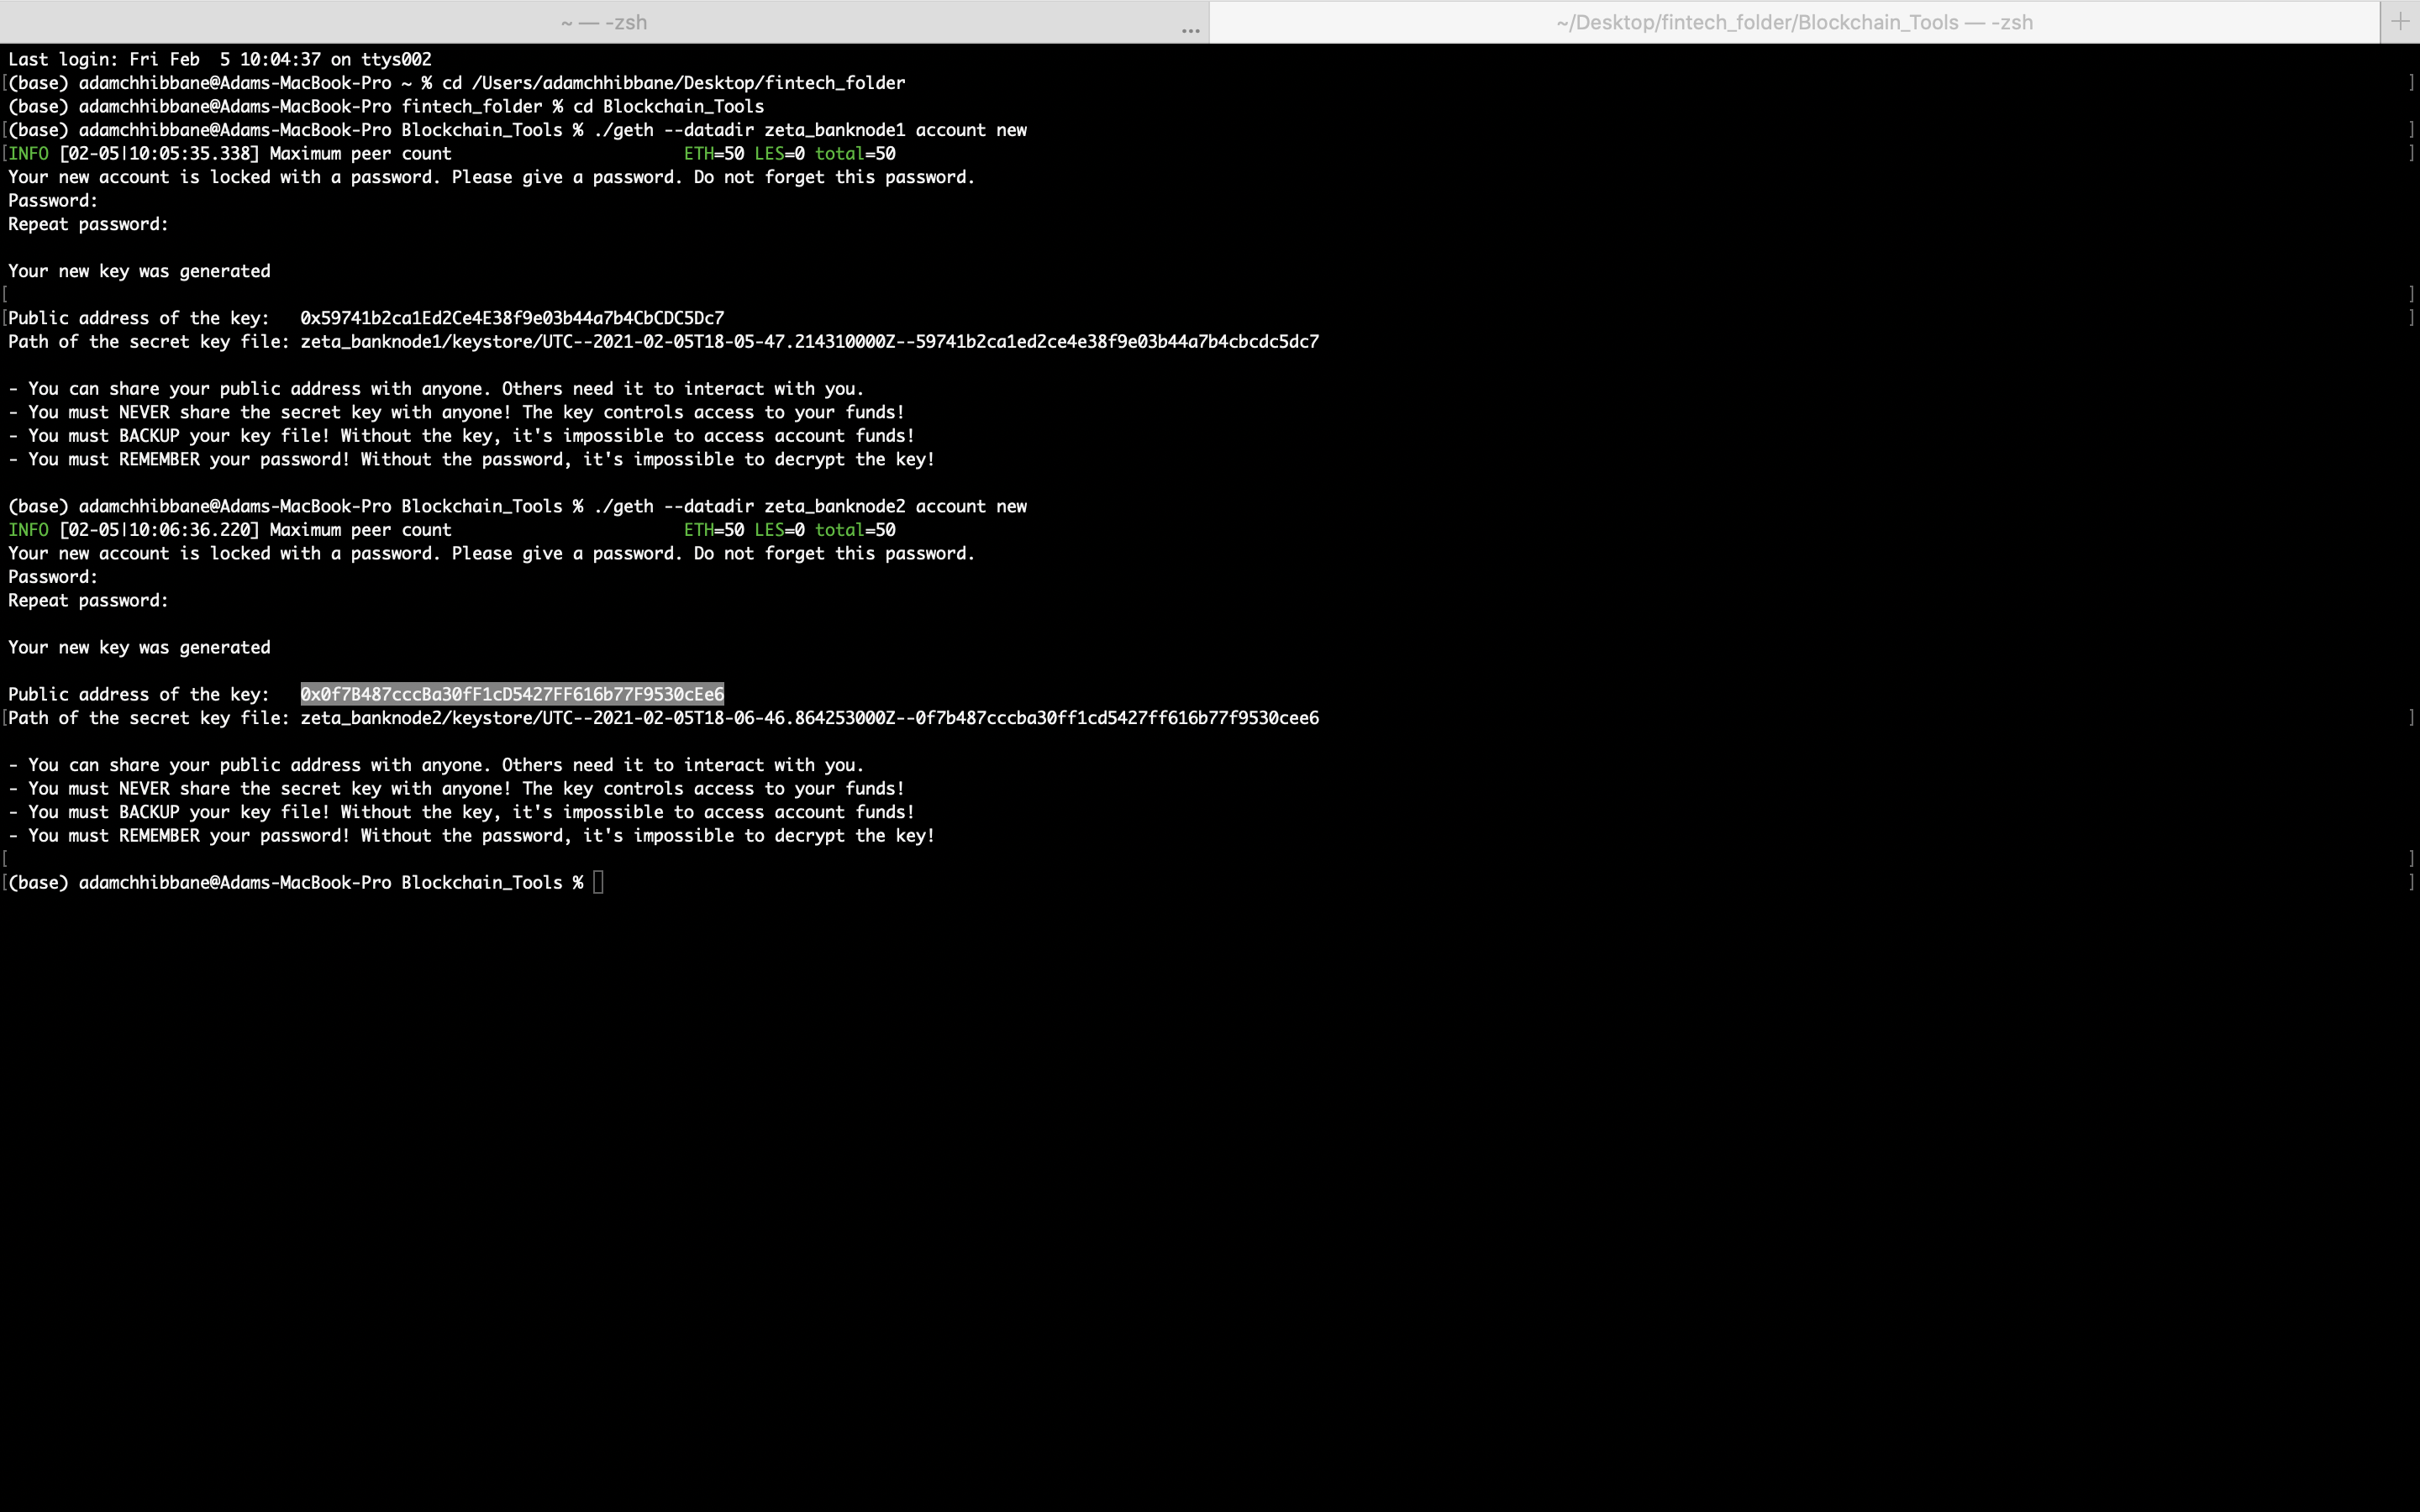 ~ — -zsh
...
~/Desktop/fintech_folder/Blockchain_Tools — -zsh
+
Last login: Fri Feb  5 10:04:37 on ttys002
[(base) adamchhibbane@Adams-MacBook-Pro ~ % cd /Users/adamchhibbane/Desktop/fintech_folder ]
(base) adamchhibbane@Adams-MacBook-Pro fintech_folder % cd Blockchain_Tools
[(base) adamchhibbane@Adams-MacBook-Pro Blockchain_Tools % ./geth --datadir zeta_banknode1 account new ]
[INFO [02-05|10:05:35.338] Maximum peer count                       ETH=50 LES=0 total=50 ]
Your new account is locked with a password. Please give a password. Do not forget this password.
Password:
Repeat password:
Your new key was generated
[ ]
[Public address of the key:   0x59741b2ca1Ed2Ce4E38f9e03b44a7b4CbCDC5Dc7 ]
Path of the secret key file: zeta_banknode1/keystore/UTC--2021-02-05T18-05-47.214310000Z--59741b2ca1ed2ce4e38f9e03b44a7b4cbcdc5dc7
- You can share your public address with anyone. Others need it to interact with you.
- You must NEVER share the secret key with anyone! The key controls access to your funds!
- You must BACKUP your key file! Without the key, it's impossible to access account funds!
- You must REMEMBER your password! Without the password, it's impossible to decrypt the key!
(base) adamchhibbane@Adams-MacBook-Pro Blockchain_Tools % ./geth --datadir zeta_banknode2 account new
INFO [02-05|10:06:36.220] Maximum peer count                       ETH=50 LES=0 total=50
Your new account is locked with a password. Please give a password. Do not forget this password.
Password:
Repeat password:
Your new key was generated
Public address of the key:   0x0f7B487cccBa30fF1cD5427FF616b77F9530cEe6
[Path of the secret key file: zeta_banknode2/keystore/UTC--2021-02-05T18-06-46.864253000Z--0f7b487cccba30ff1cd5427ff616b77f9530cee6 ]
- You can share your public address with anyone. Others need it to interact with you.
- You must NEVER share the secret key with anyone! The key controls access to your funds!
- You must BACKUP your key file! Without the key, it's impossible to access account funds!
- You must REMEMBER your password! Without the password, it's impossible to decrypt the key!
[ ]
[(base) adamchhibbane@Adams-MacBook-Pro Blockchain_Tools % ]